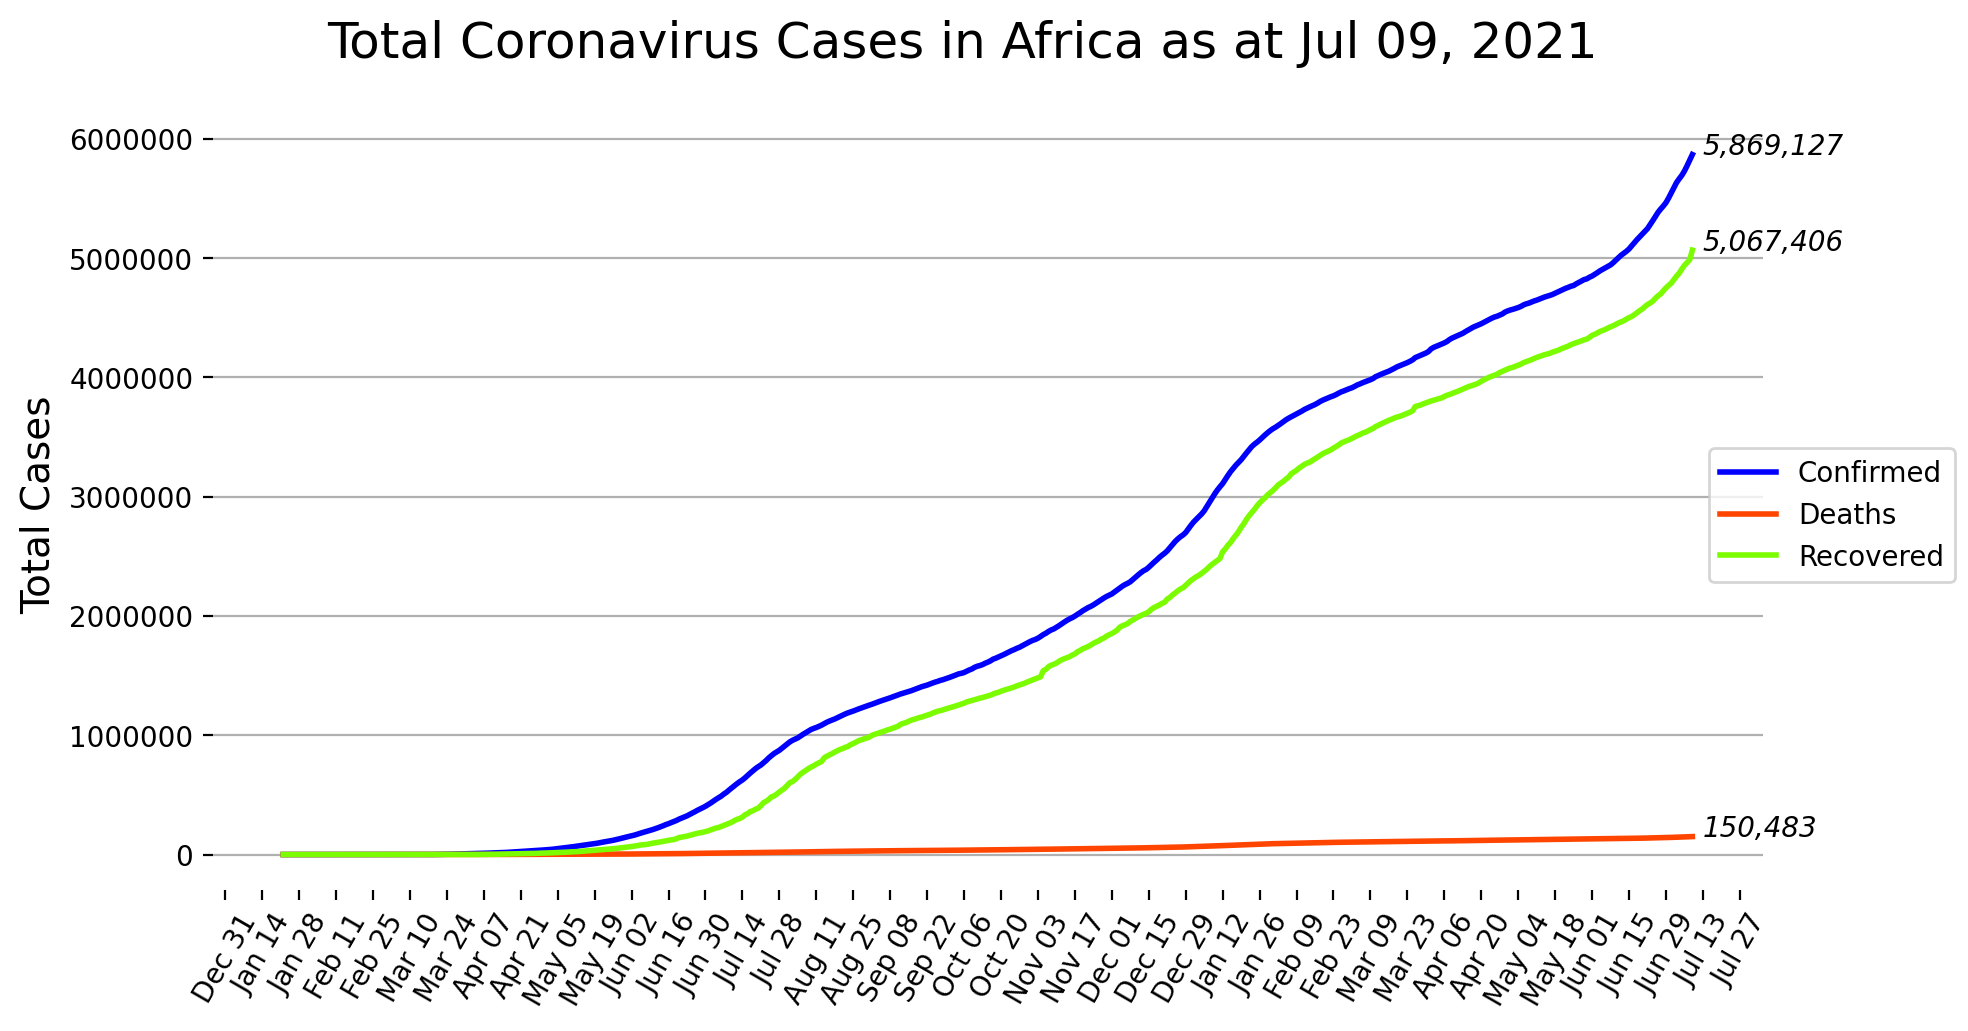 Total Coronavirus Cases in Africa as at Jul 09, 2021
Total Cases
6000000
5000000
4000000
3000000
2000000
1000000
0
5,869,127
5,067,406
150,483
Confirmed
Deaths
Recovered
Dec 31
Jan 14
Jan 28
Feb 11
Feb 25
Mar 10
Mar 24
Apr 07
Apr 21
May 05
May 19
Jun 02
Jun 16
Jun 30
Jul 14
Jul 28
Aug 11
Aug 25
Sep 08
Sep 22
Oct 06
Oct 20
Nov 03
Nov 17
Dec 01
Dec 15
Dec 29
Jan 12
Jan 26
Feb 09
Feb 23
Mar 09
Mar 23
Apr 06
Apr 20
May 04
May 18
Jun 01
Jun 15
Jun 29
Jul 13
Jul 27